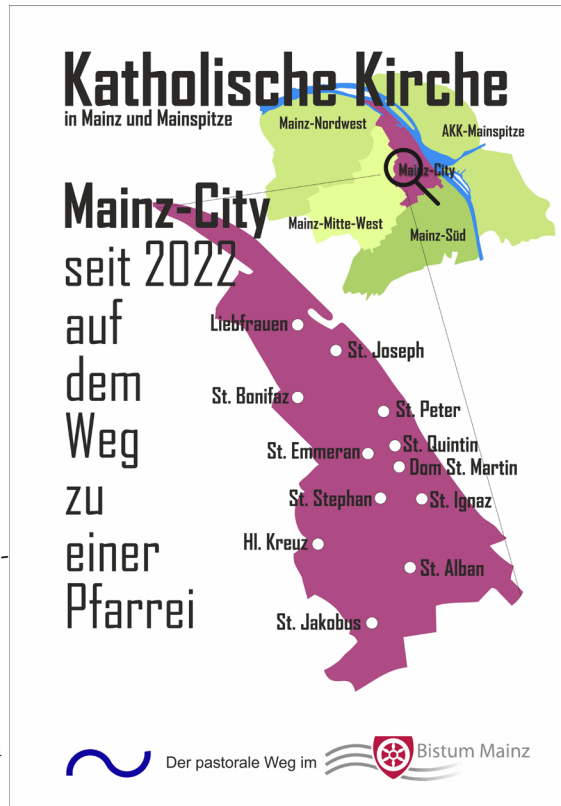 Katholische Kirche
in Mainz und Mainspitze
Mainz-Nordwest
AKK-Mainspitze
Mainz-City
Mainz-Mitte-West
Mainz-Süd
Mainz-City
seit 2022
auf
dem
Weg
zu
einer
Pfarrei
Liebfrauen
St. Joseph
St. Bonifaz
St. Peter
St. Quintin
St. Emmeran
Dom St. Martin
St. Stephan
St. Ignaz
Hl. Kreuz
St. Alban
St. Jakobus
Der pastorale Weg im
Bistum Mainz